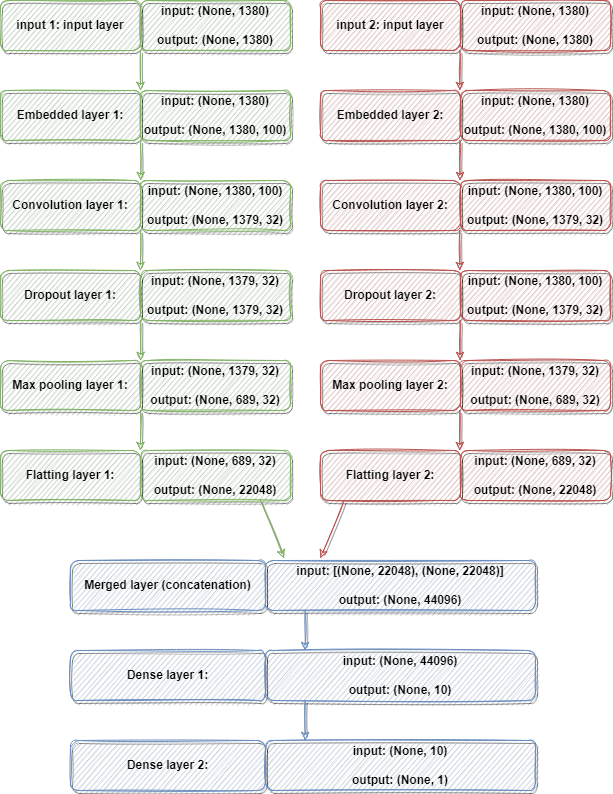 input 1: input layer
input: (None, 1380)
output: (None, 1380)
Embedded layer 1:
input: (None, 1380)
output: (None, 1380, 100)
Convolution layer 1:
input: (None, 1380, 100)
output: (None, 1379, 32)
Dropout layer 1:
input: (None, 1379, 32)
output: (None, 1379, 32)
Max pooling layer 1:
input: (None, 1379, 32)
output: (None, 689, 32)
Flatting layer 1:
input: (None, 689, 32)
output: (None, 22048)
input 2: input layer
input: (None, 1380)
output: (None, 1380)
Embedded layer 2:
input: (None, 1380)
output: (None, 1380, 100)
Convolution layer 2:
input: (None, 1380, 100)
output: (None, 1379, 32)
Dropout layer 2:
input: (None, 1380, 100)
output: (None, 1379, 32)
Max pooling layer 2:
input: (None, 1379, 32)
output: (None, 689, 32)
Flatting layer 2:
input: (None, 689, 32)
output: (None, 22048)
Merged layer (concatenation)
input: [(None, 22048), (None, 22048)]
output: (None, 44096)
Dense layer 1:
input: (None, 44096)
output: (None, 10)
Dense layer 2:
input: (None, 10)
output: (None, 1)